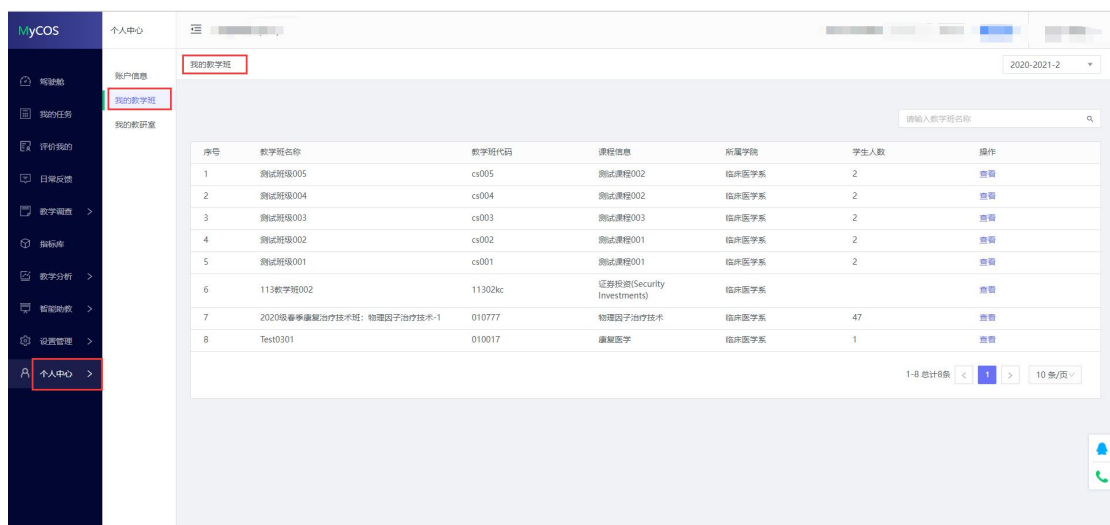 MyCOS
驾驶舱
我的任务
评价我的
日常反馈
教学调查
指标库
教学分析
智能助教
设置管理
个人中心
个人中心
账户信息
我的教学班
我的教研室
我的教学班
2020-2021-2
请输入教学班名称
序号 教学班名称 教学班代码 课程信息 所属学院 学生人数 操作
1 测试班级005 cs005 测试课程002 临床医学系 2 查看
2 测试班级004 cs004 测试课程002 临床医学系 2 查看
3 测试班级003 cs003 测试课程003 临床医学系 2 查看
4 测试班级002 cs002 测试课程001 临床医学系 2 查看
5 测试班级001 cs001 测试课程001 临床医学系 2 查看
6 113教学班002 11302kc 证券投资(Security Investments) 临床医学系 查看
7 2020级春季康复治疗技术班：物理因子治疗技术-1 010777 物理因子治疗技术 临床医学系 47 查看
8 Test0301 010017 康复医学 临床医学系 1 查看
1-8 总计8条 < 1 > 10 条/页